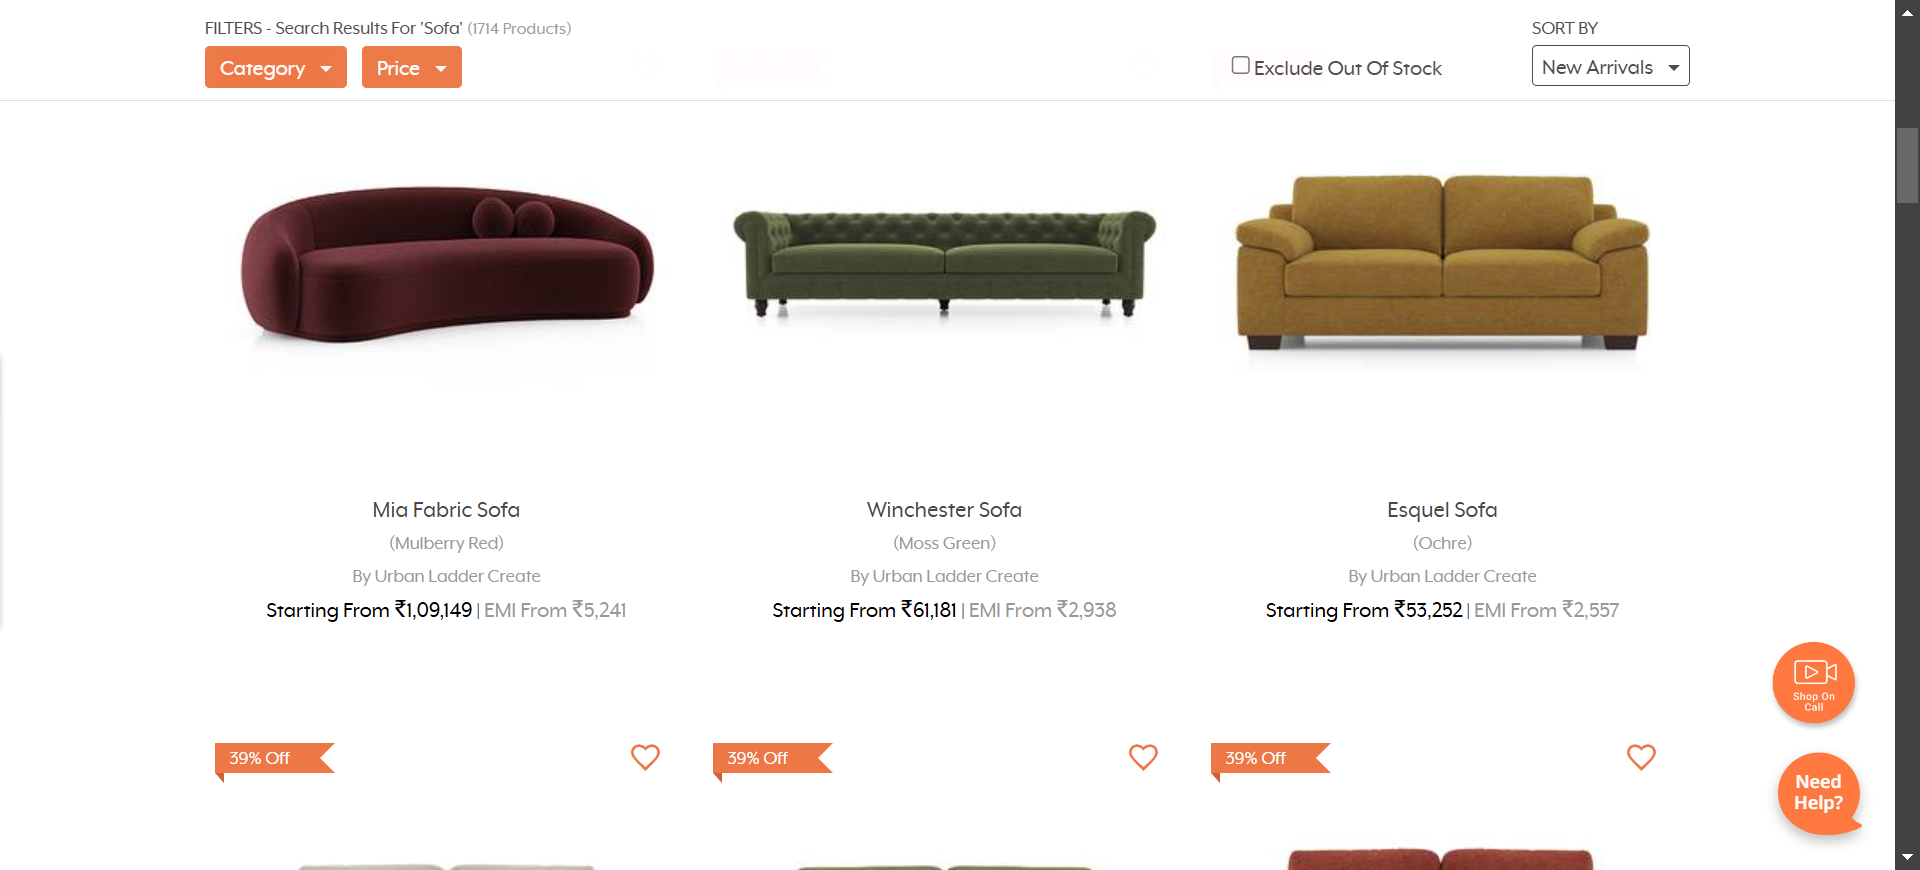 FILTERS - Search Results For 'Sofa' (1714 Products)
SORT BY
Category
Price
Exclude Out Of Stock
New Arrivals
Mia Fabric Sofa
(Mulberry Red)
By Urban Ladder Create
Starting From ₹1,09,149 | EMI From ₹5,241
Winchester Sofa
(Moss Green)
By Urban Ladder Create
Starting From ₹61,181 | EMI From ₹2,938
Esquel Sofa
(Ochre)
By Urban Ladder Create
Starting From ₹53,252 | EMI From ₹2,557
Shop On
Call
39% Off
39% Off
39% Off
Need
Help?